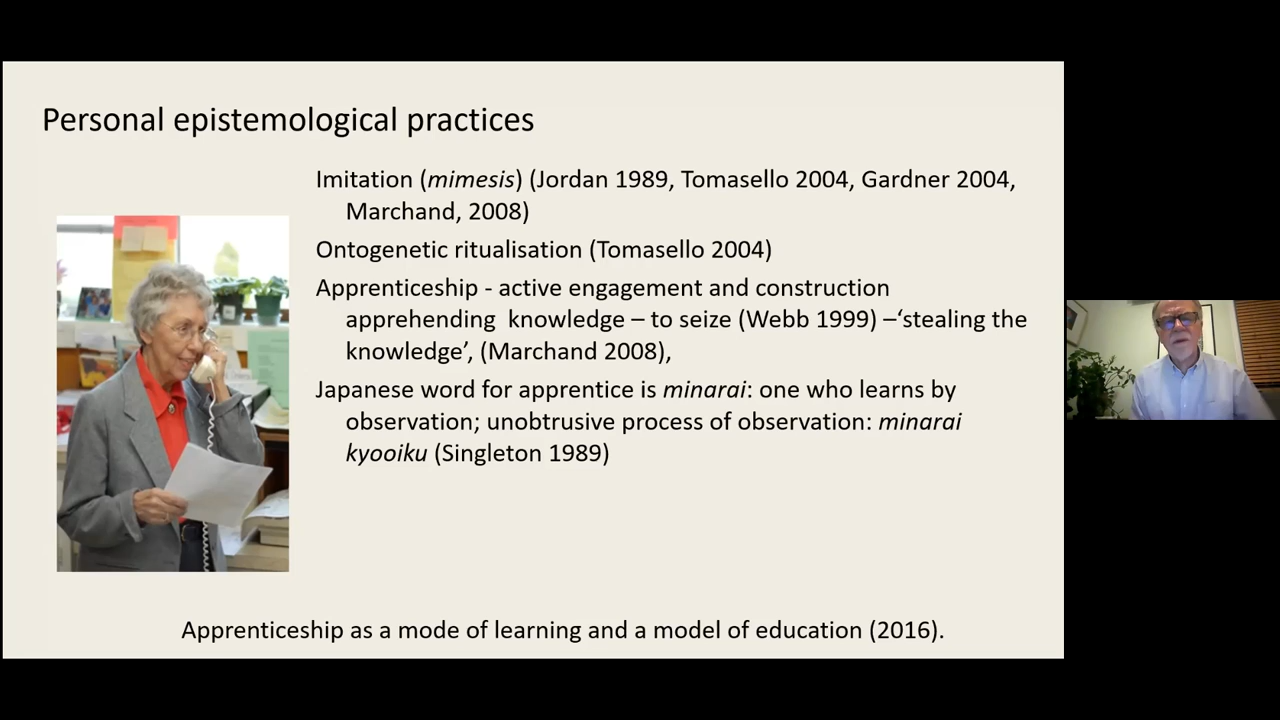 Personal epistemological practices
Imitation (mimesis) (Jordan 1989, Tomasello 2004, Gardner 2004,
Marchand, 2008)
Ontogenetic ritualisation (Tomasello 2004)
Apprenticeship - active engagement and construction
apprehending  knowledge – to seize (Webb 1999) –‘stealing the
knowledge’, (Marchand 2008),
Japanese word for apprentice is minarai: one who learns by
observation; unobtrusive process of observation: minarai
kyooiku (Singleton 1989)
Apprenticeship as a mode of learning and a model of education (2016).